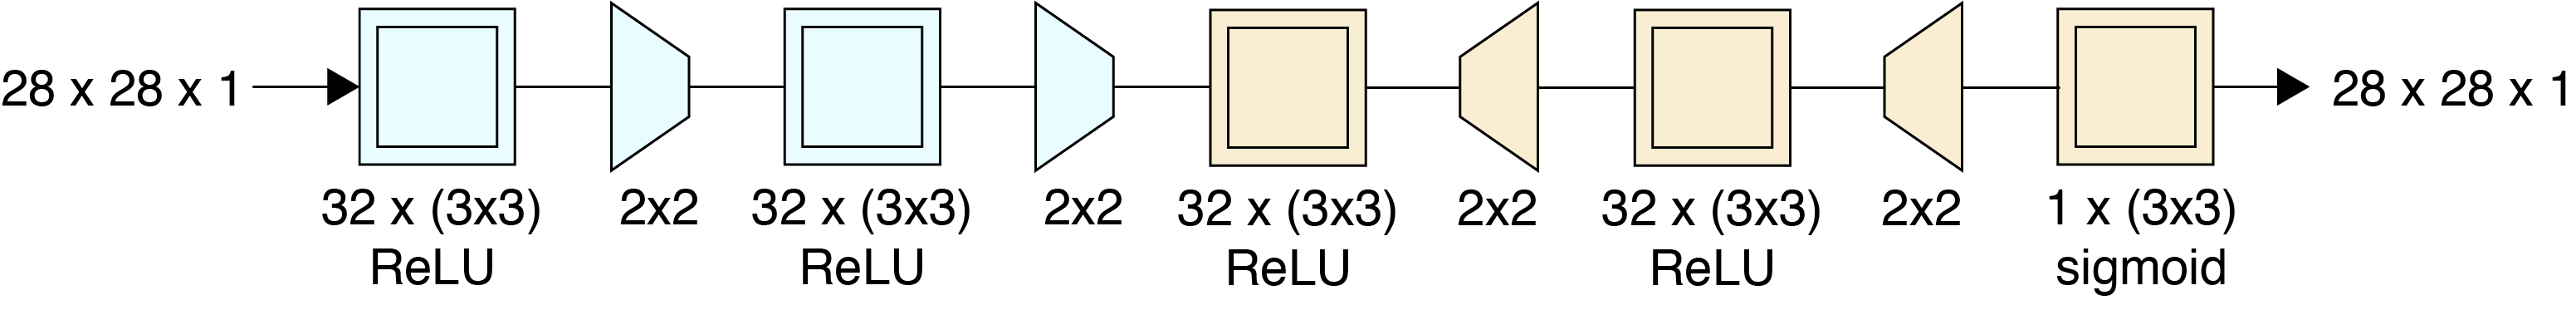 28 x 28 x 1
32 x (3x3)
ReLU
2x2
32 x (3x3)
ReLU
2x2
32 x (3x3)
ReLU
2x2
32 x (3x3)
ReLU
2x2
1 x (3x3)
sigmoid
28 x 28 x 1